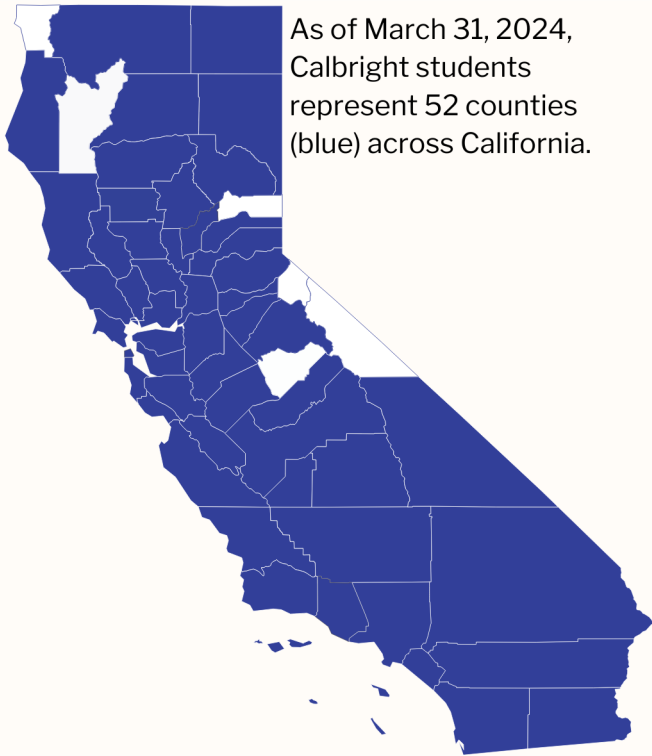 As of March 31, 2024,
Calbright students
represent 52 counties
(blue) across California.